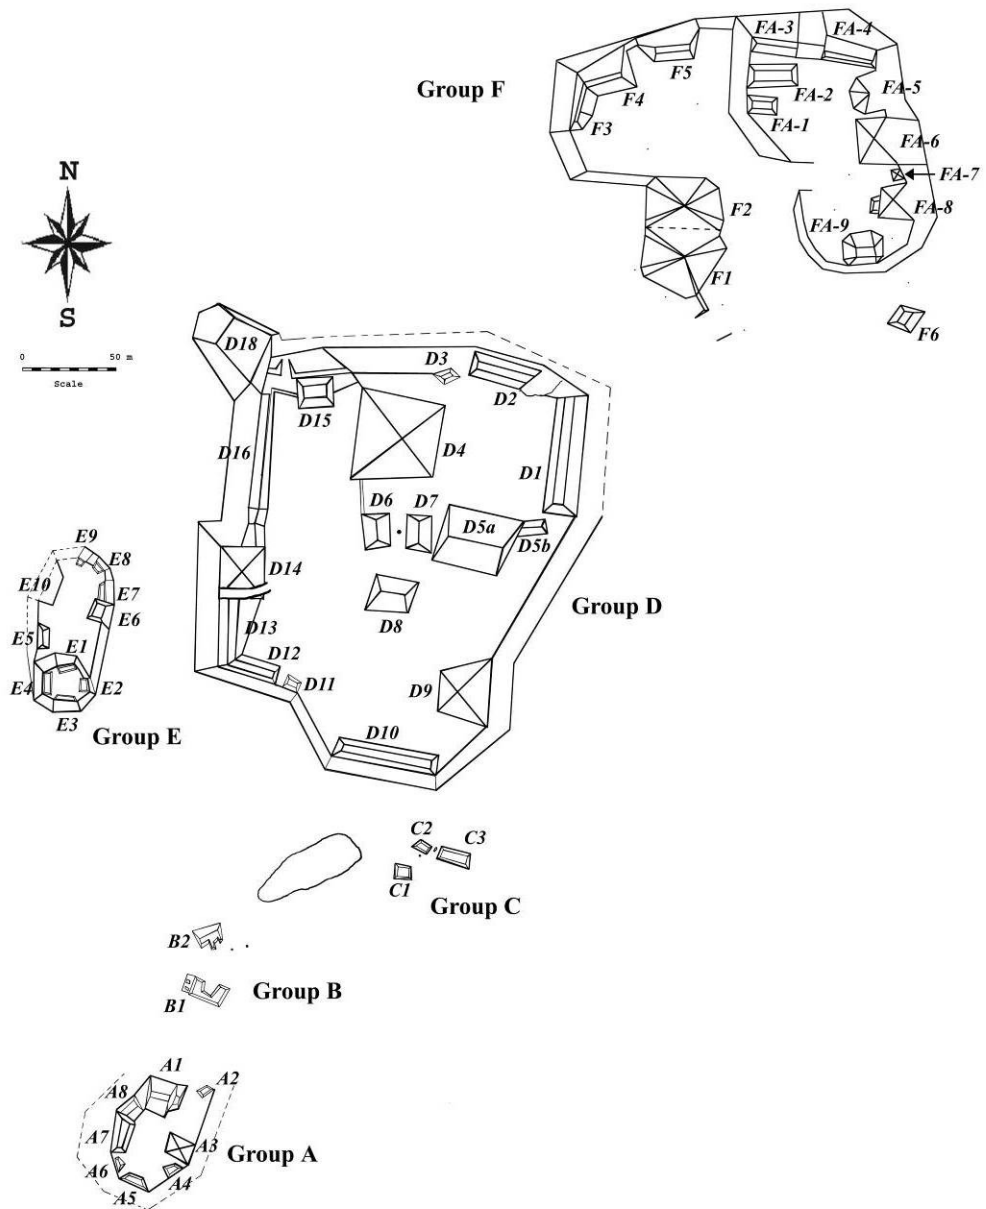 Group F
FA-3
FA-4
F5
FA-5
F4
FA-2
F3
FA-1
FA-6
FA-7
N
FA-8
F2
FA-9
F1
S
F6
0
50 m
Scale
D18
D3
D2
D15
D16
D4
D1
D6
D7
D5a
D5b
E9
E8
E10
D14
E7
E6
D8
Group D
E5
D13
E1
D12
D11
D9
E4
E2
E3
Group E
D10
C2
C3
C1
Group C
B2
Group B
B1
A1
A2
A8
A7
A3
Group A
A6
A4
A5